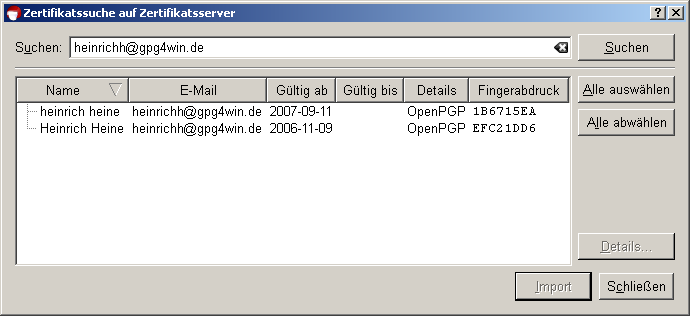 Zertifikatssuche auf Zertifikatsserver
Suchen: heinrichh@gpg4win.de Suchen
Name E-Mail Gültig ab Gültig bis Details Fingerabdruck Alle auswählen
heinrich heine heinrichh@gpg4win.de 2007-09-11 OpenPGP 1B6715EA
Heinrich Heine heinrichh@gpg4win.de 2006-11-09 OpenPGP EFC21DD6
Alle abwählen
Details...
Import Schließen